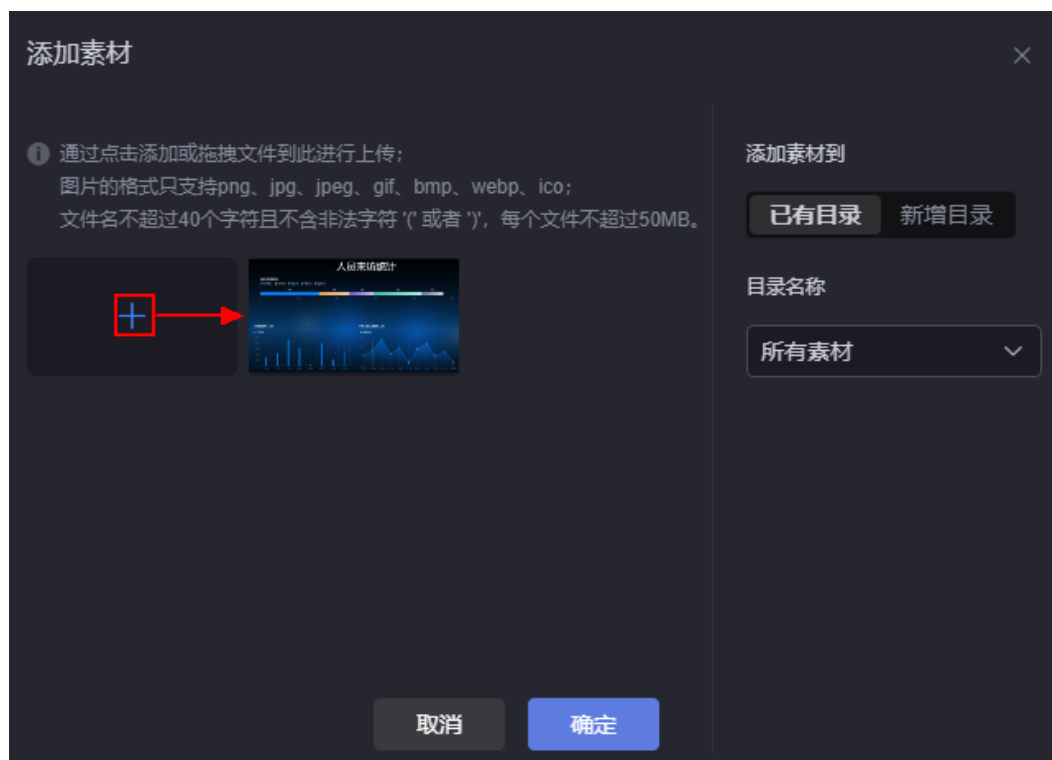 添加素材
通过点击添加或拖拽文件到此进行上传；
图片的格式只支持png、jpg、jpeg、gif、bmp、webp、ico；
文件名不超过40个字符且不含非法字符 '(' 或者 ')'，每个文件不超过50MB。
人员来访统计
添加素材到
已有目录 新增目录
目录名称
所有素材
取消 确定